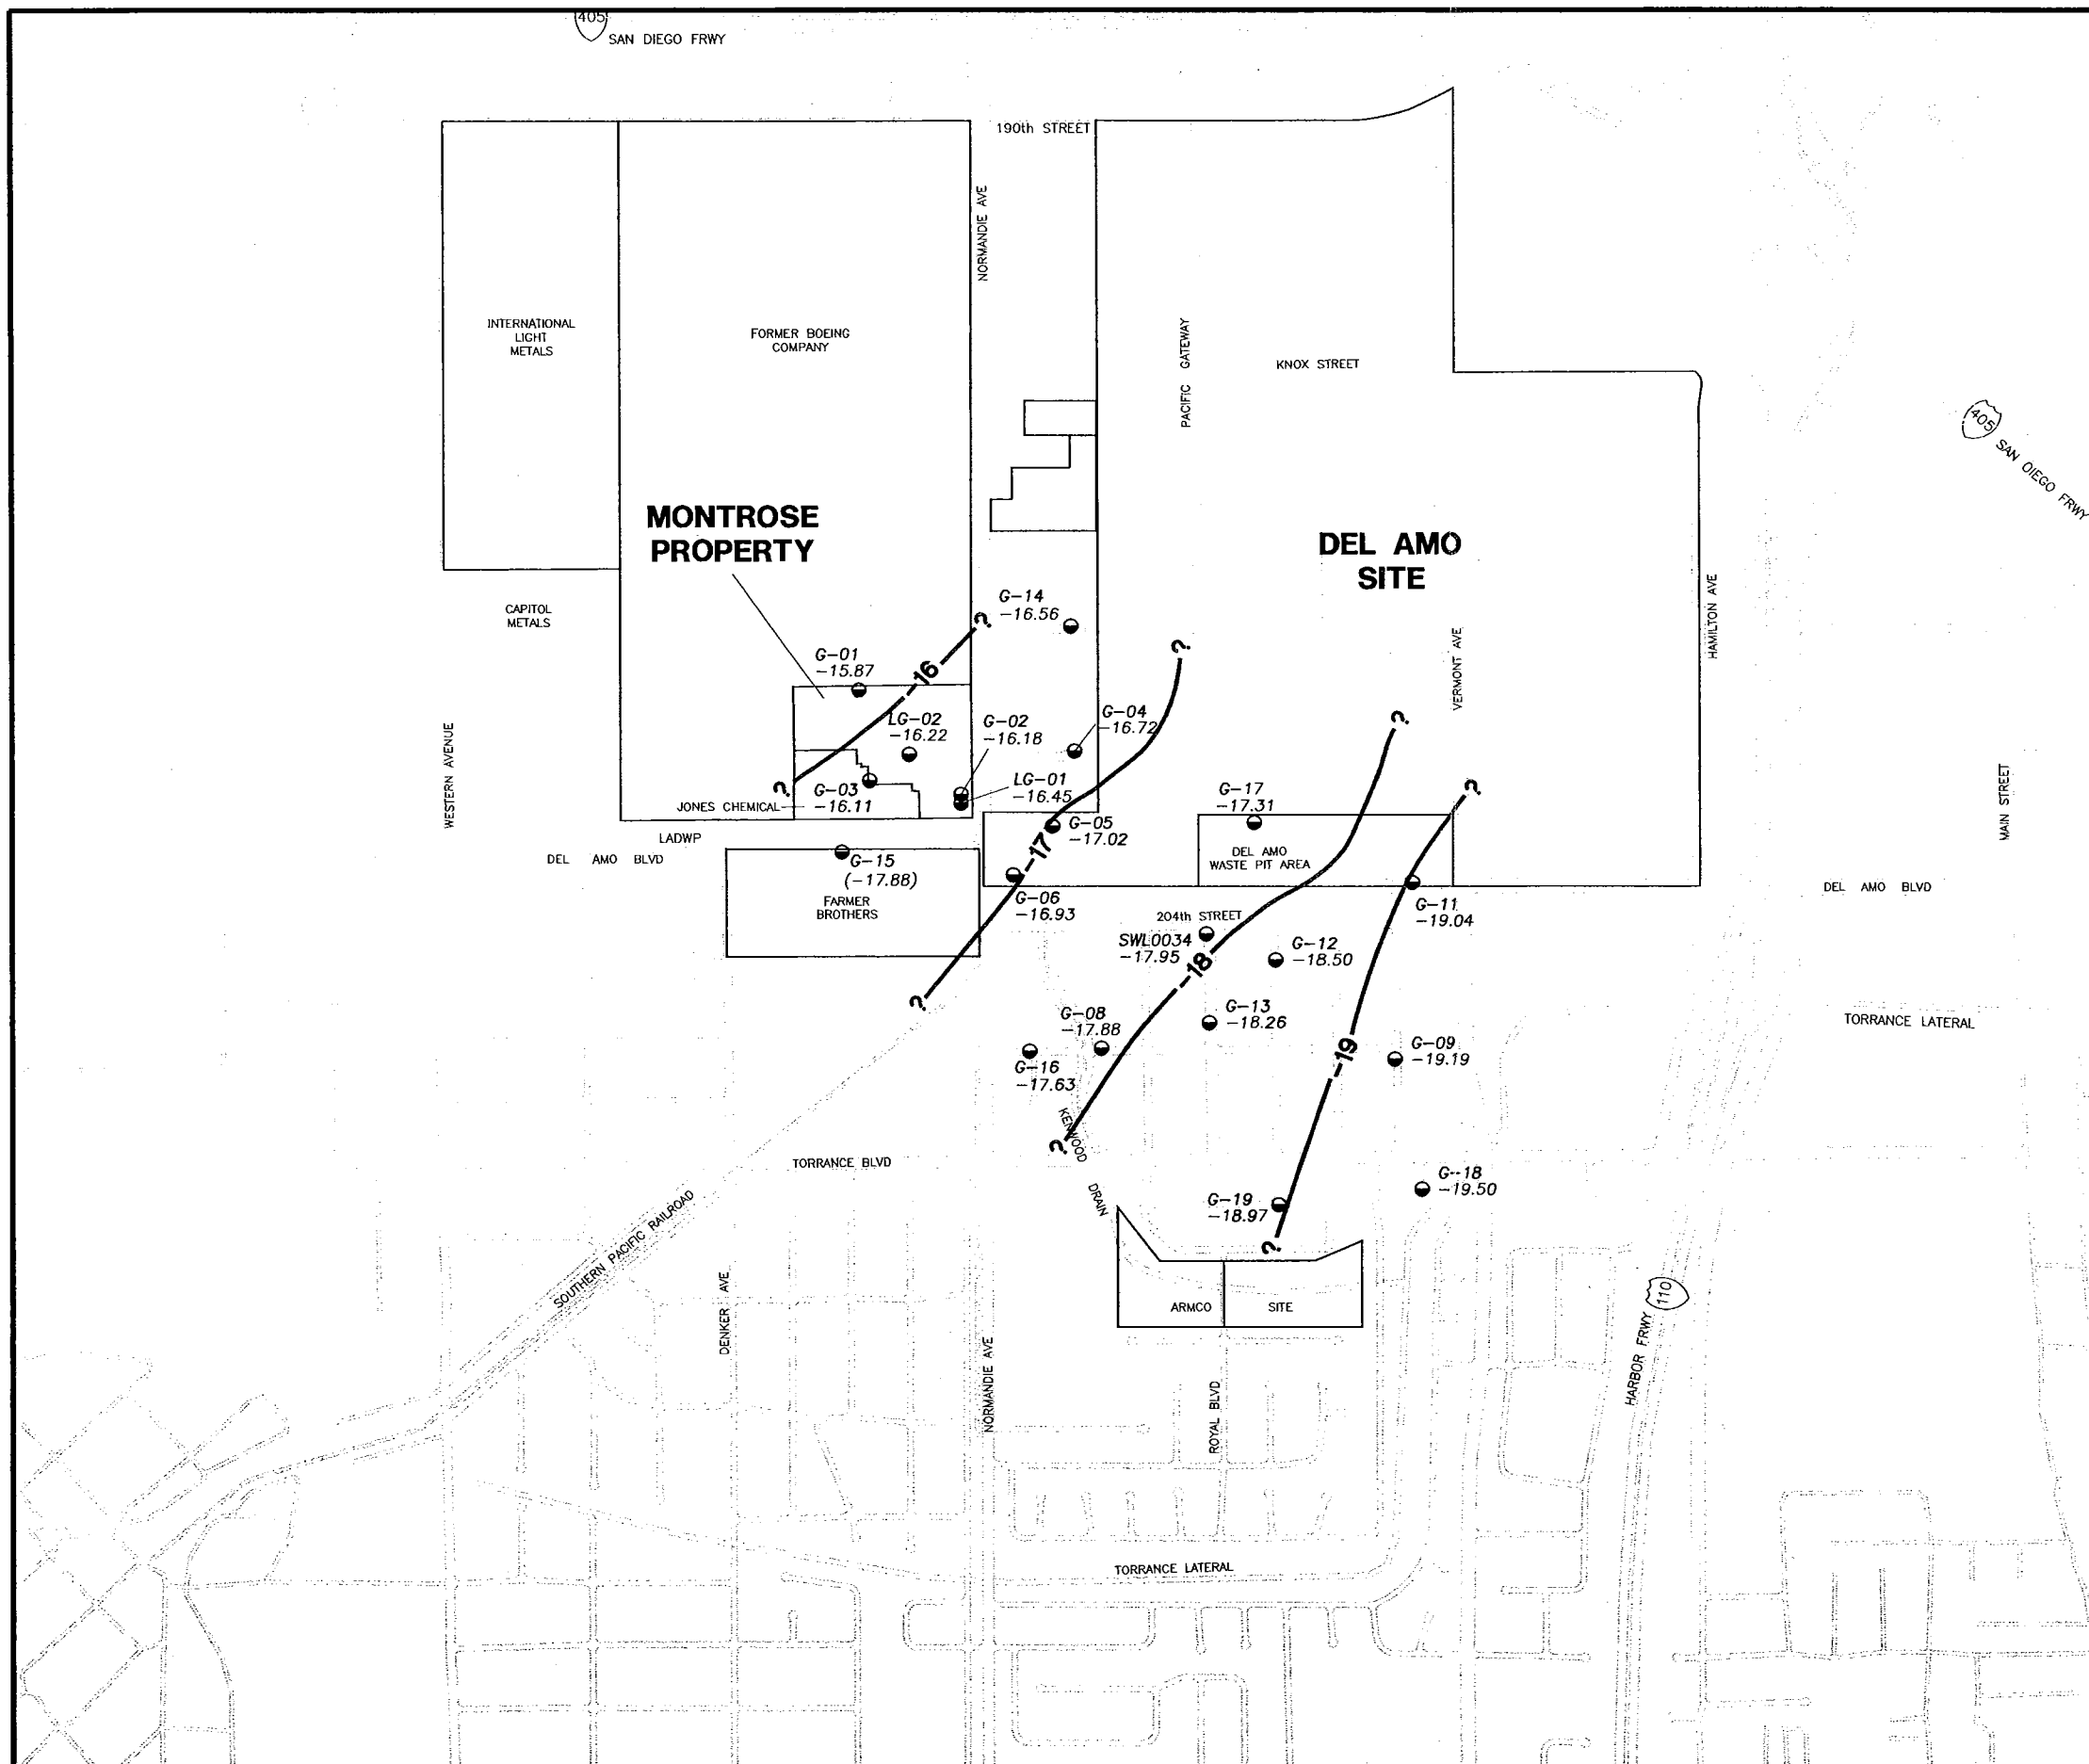 405
SAN DIEGO FRWY
190th STREET
NORMANDIE AVE
INTERNATIONAL
LIGHT
METALS
FORMER BOEING
COMPANY
PACIFIC GATEWAY
KNOX STREET
405
SAN DIEGO FRWY
MONTROSE
PROPERTY
DEL AMO
SITE
CAPITOL
METALS
HAMILTON AVE
G-14
-16.56
?
?
VERMONT AVE
G-01
-15.87
-16
?
LG-02
-16.22
G-02
-16.18
G-04
-16.72
WESTERN AVENUE
?
G-03
-16.11
JONES CHEMICAL
LG-01
-16.45
G-17
-17.31
?
MAIN STREET
LADWP
DEL AMO BLVD
G-05
-17.02
-17
DEL AMO
WASTE PIT AREA
G-15
(-17.88)
FARMER
BROTHERS
G-06
-16.93
G-11
-19.04
DEL AMO BLVD
204th STREET
SWL0034
-17.95
-18
G-12
-18.50
?
G-08
-17.88
G-13
-18.26
TORRANCE LATERAL
G-16
-17.63
-19
G-09
-19.19
KENWOOD
?
TORRANCE BLVD
DRAIN
G-18
-19.50
G-19
-18.97
?
SOUTHERN PACIFIC RAILROAD
DENKER AVE
ARMCO SITE
110
HARBOR FRWY
NORMANDIE AVE
ROYAL BLVD
TORRANCE LATERAL